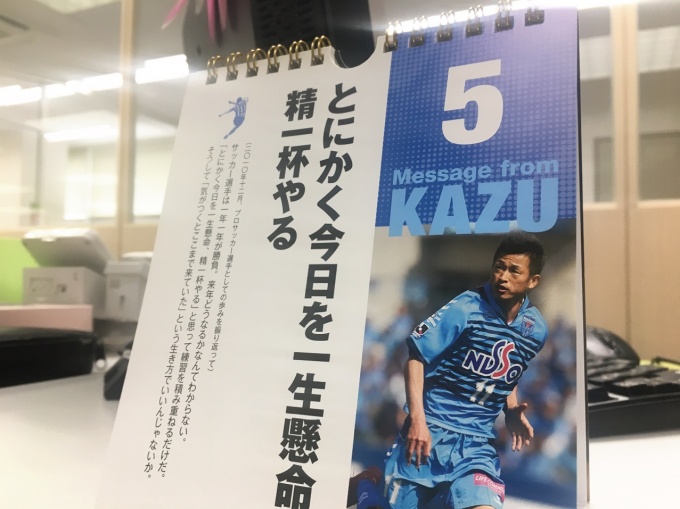 5
Message from
KAZU
とにかく今日を一生懸命
精一杯やる
(二〇一〇年十二月、プロサッカー選手としての歩みを振り返って)
サッカー選手は一年一年が勝負。来年どうなるかなんてわからない。
「とにかく今日を一生懸命、精一杯やる」と思って練習を積み重ねるだけだ。
そうして「気がつくとここまで来ていた」という生き方でいいんじゃないか。
NDSSO
11